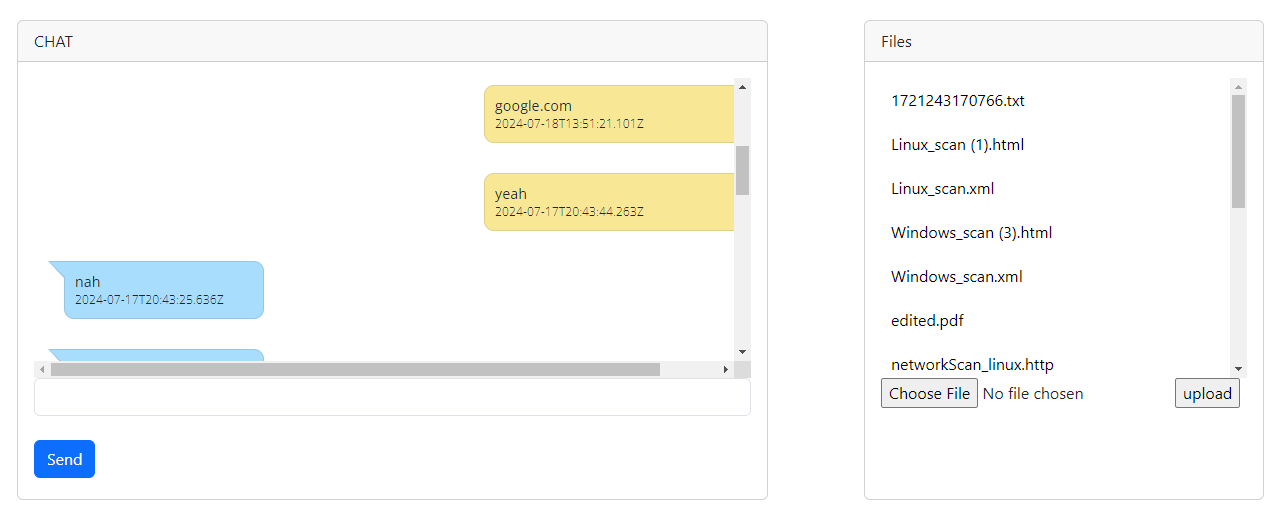 CHAT
google.com
2024-07-18T13:51:21.101Z
yeah
2024-07-17T20:43:44.263Z
nah
2024-07-17T20:43:25.636Z
Send
Files
1721243170766.txt
Linux_scan (1).html
Linux_scan.xml
Windows_scan (3).html
Windows_scan.xml
edited.pdf
networkScan_linux.http
Choose File No file chosen upload